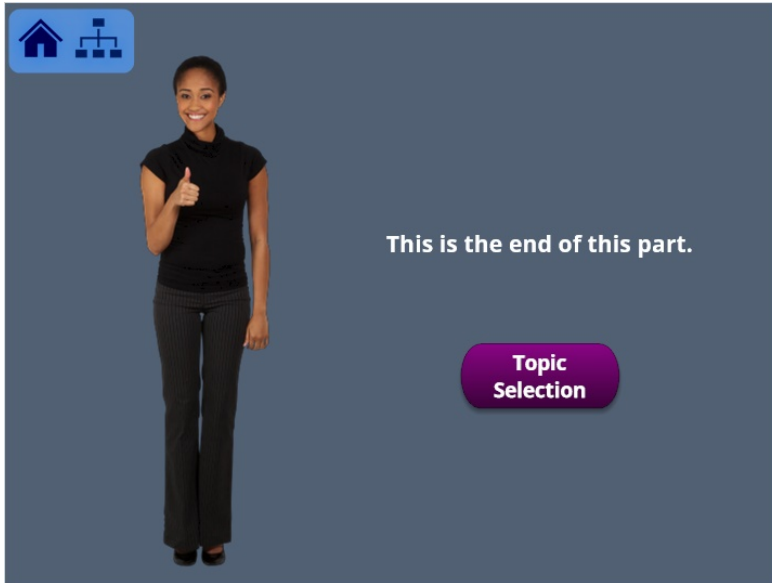 This is the end of this part.
Topic
Selection